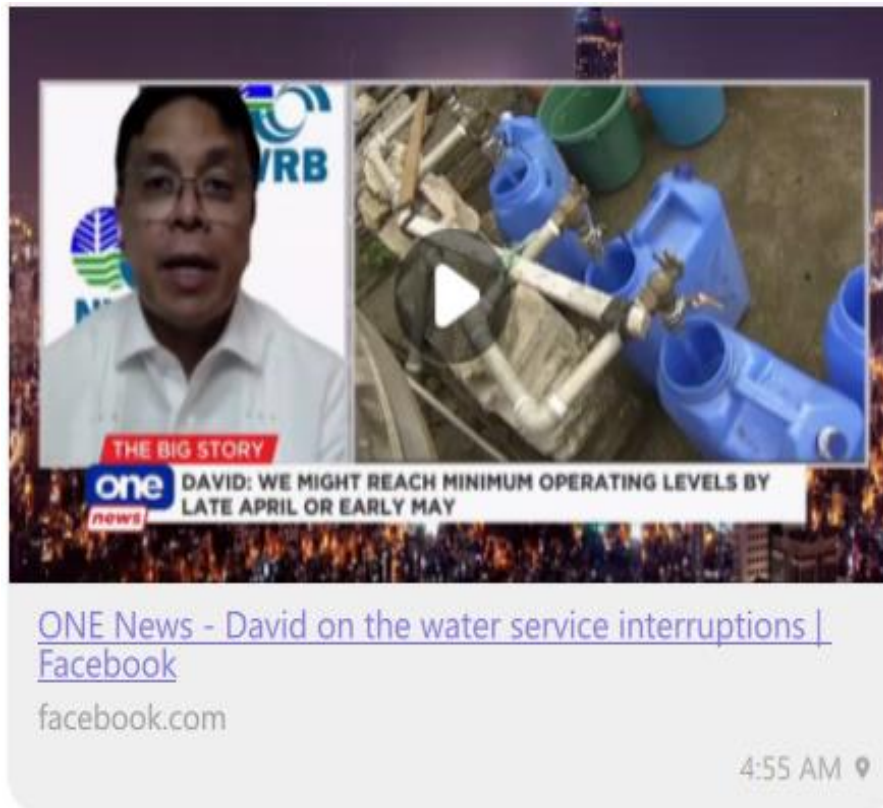 WRB
N
THE BIG STORY
one
news
DAVID: WE MIGHT REACH MINIMUM OPERATING LEVELS BY
LATE APRIL OR EARLY MAY
ONE News - David on the water service interruptions |
Facebook
facebook.com
4:55 AM